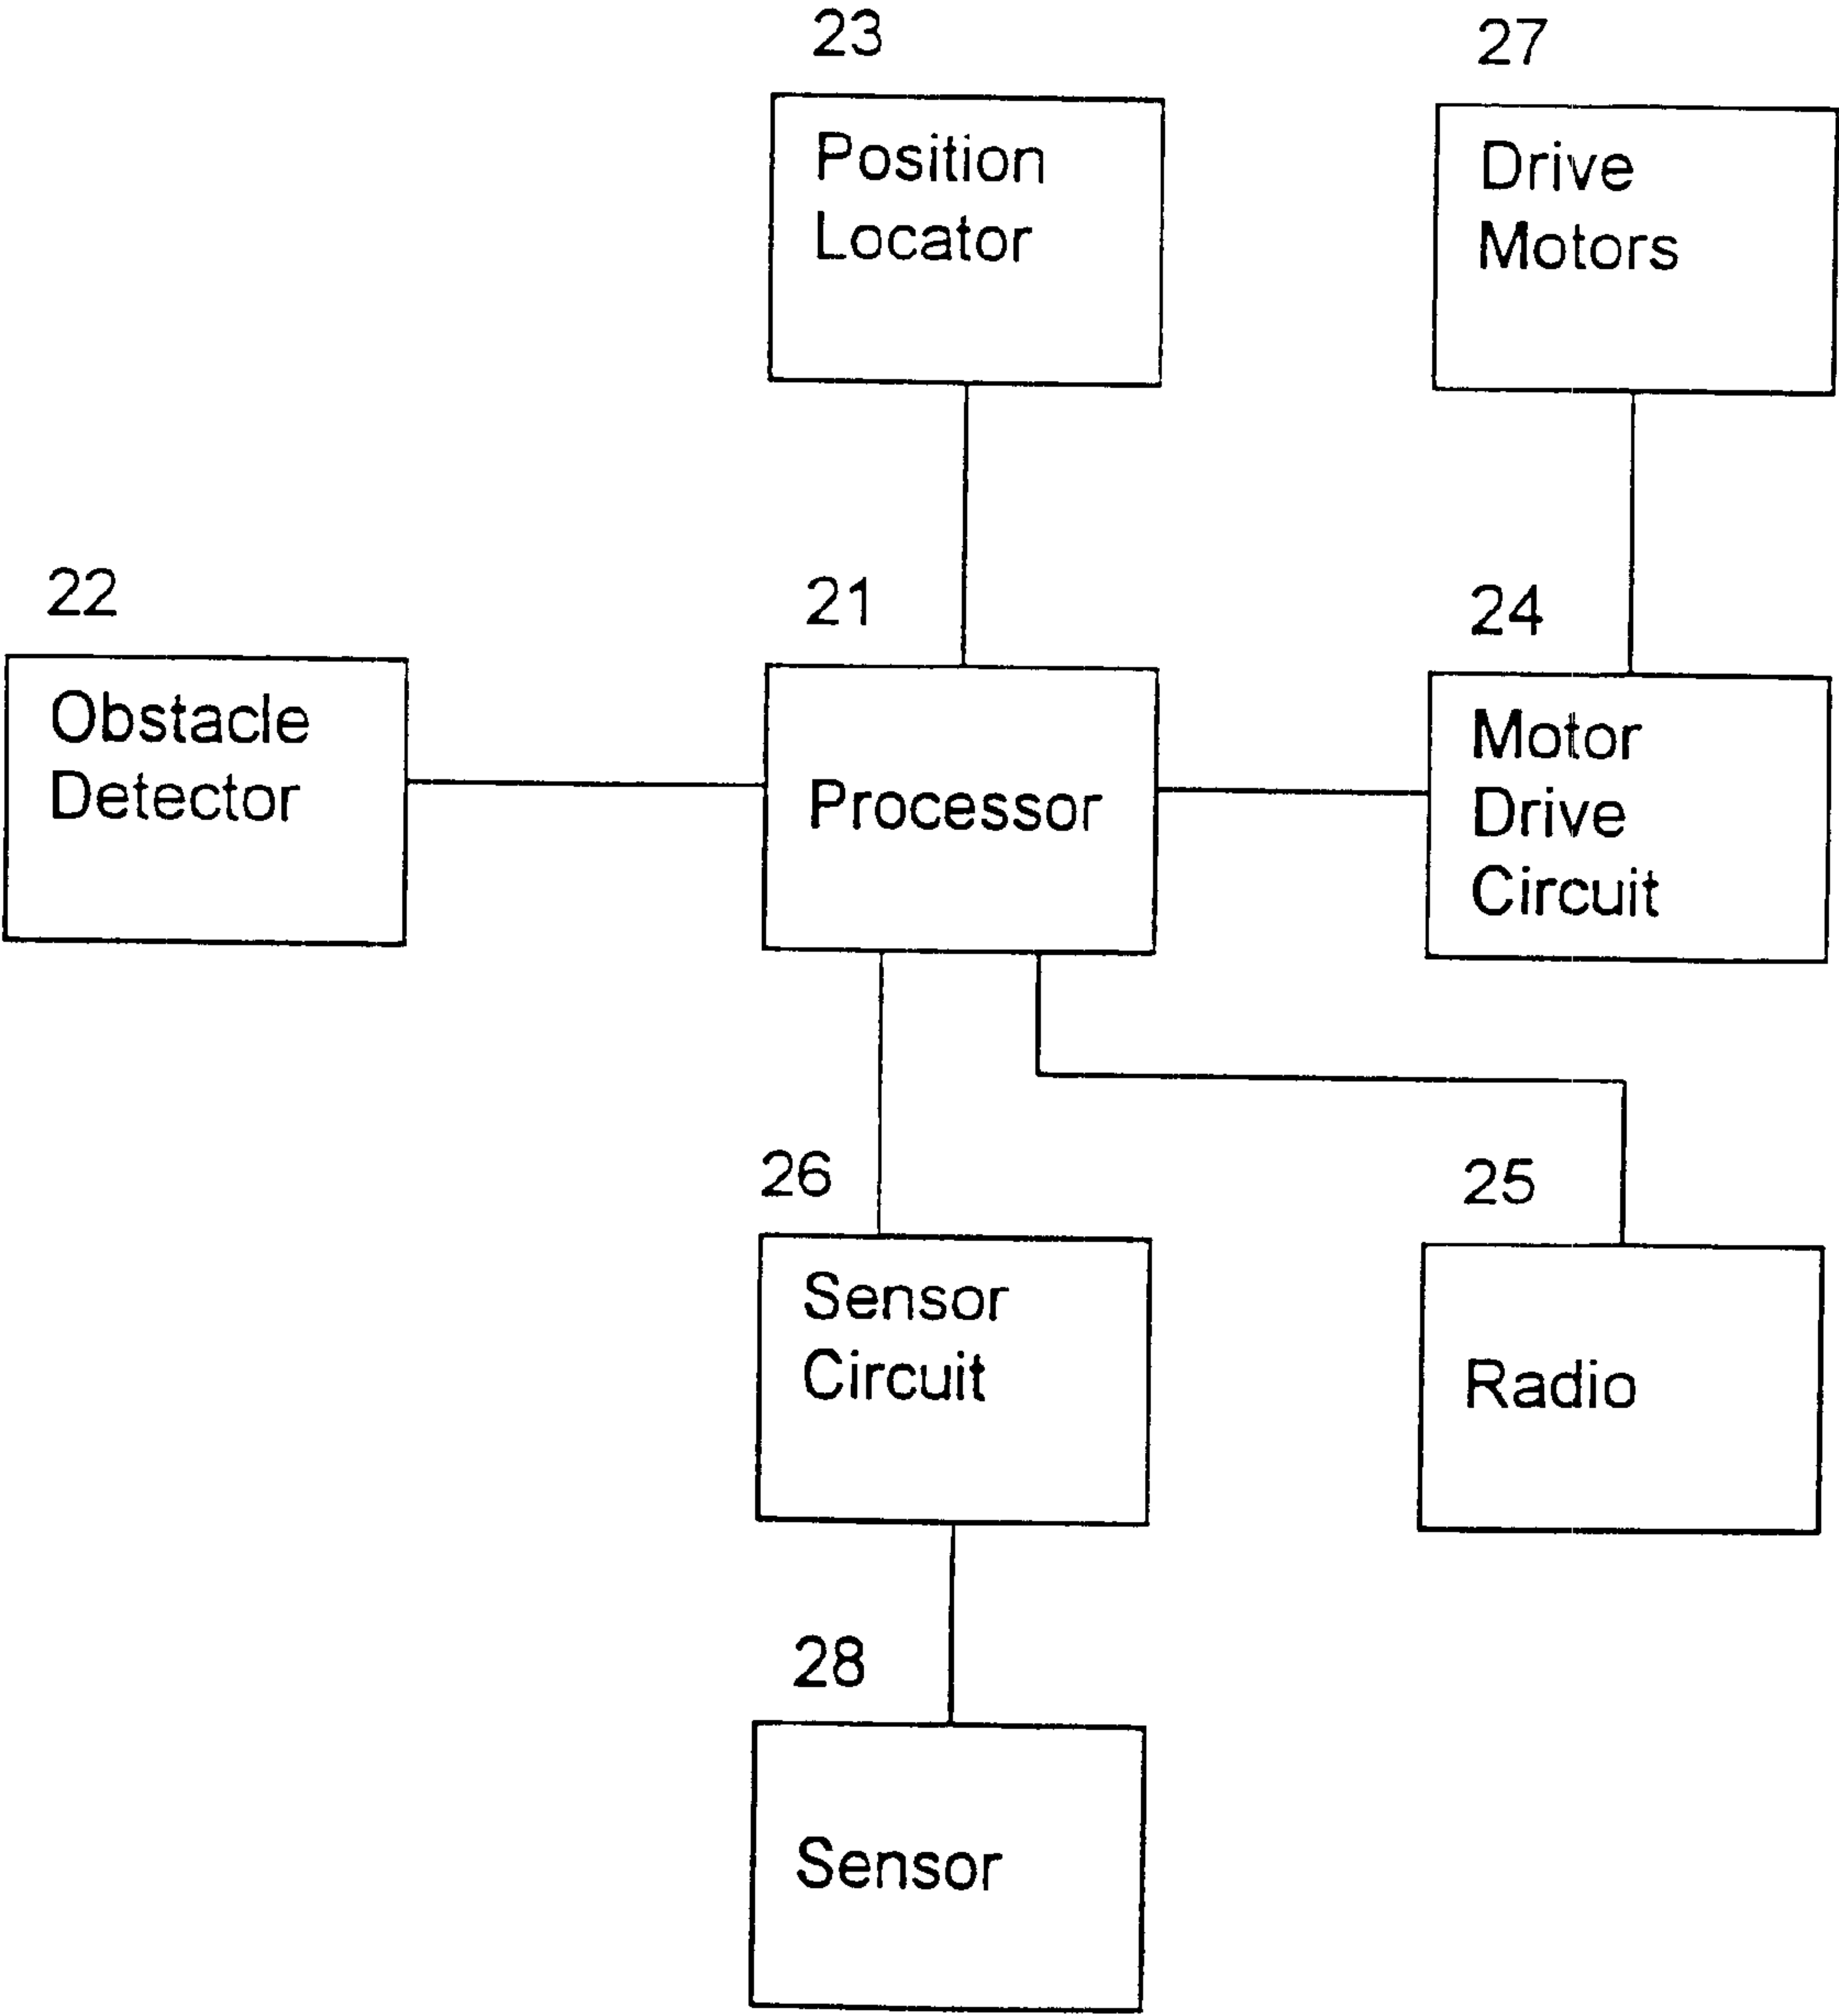 23
Position
Locator
27
Drive
Motors
22
Obstacle
Detector
21
Processor
24
Motor
Drive
Circuit
26
Sensor
Circuit
25
Radio
28
Sensor